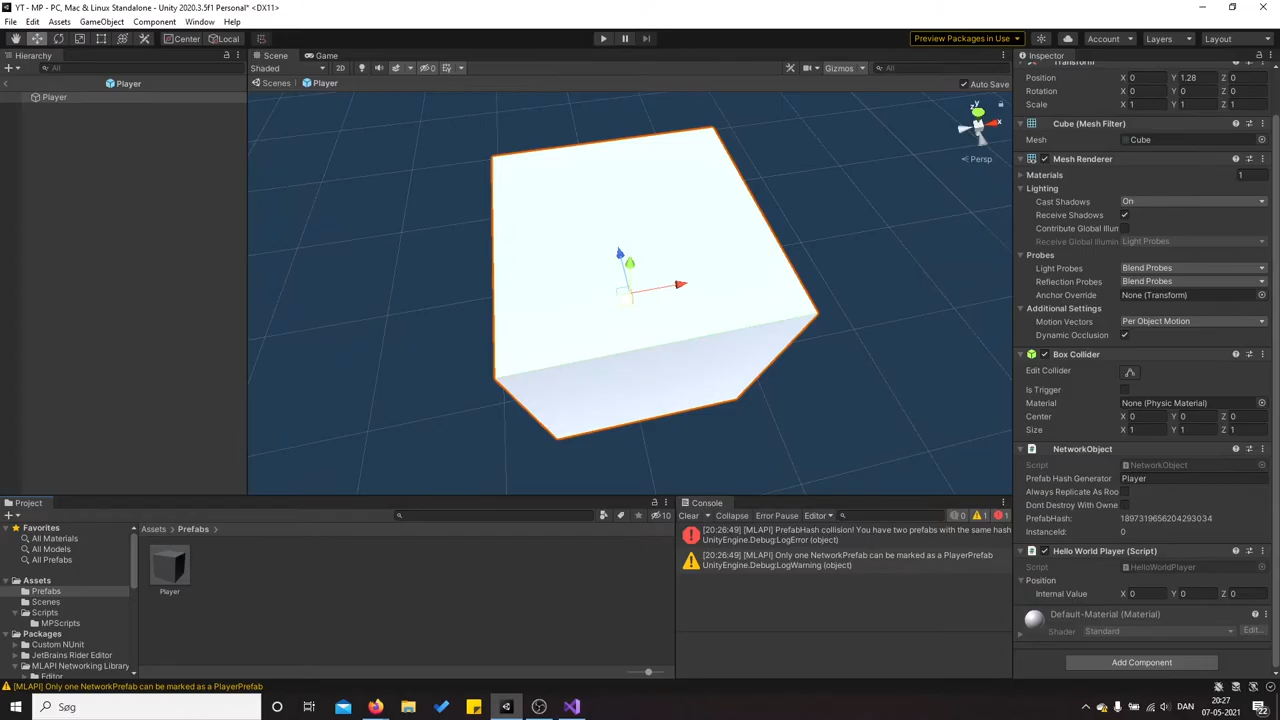 YT - MP - PC, Mac & Linux Standalone - Unity 2020.3.5f1 Personal* <DX11>
File Edit Assets GameObject Component Window Help
Center Local
Preview Packages in Use
Account Layers Layout
Hierarchy
All
Player
Player
Scene Game
Shaded 2D 0 Gizmos All
Scenes Player
Auto Save
y
z
x
Persp
Inspector
Transform
Position X 0 Y 1.28 Z 0
Rotation X 0 Y 0 Z 0
Scale X 1 Y 1 Z 1
Cube (Mesh Filter)
Mesh Cube
Mesh Renderer
Materials 1
Lighting
Cast Shadows On
Receive Shadows
Contribute Global Illum
Receive Global Illumin Light Probes
Probes
Light Probes Blend Probes
Reflection Probes Blend Probes
Anchor Override None (Transform)
Additional Settings
Motion Vectors Per Object Motion
Dynamic Occlusion
Box Collider
Edit Collider
Is Trigger
Material None (Physic Material)
Center X 0 Y 0 Z 0
Size X 1 Y 1 Z 1
NetworkObject
Script NetworkObject
Prefab Hash Generator Player
Always Replicate As Roo
Dont Destroy With Owne
PrefabHash: 1897319656204293034
InstanceId: 0
Hello World Player (Script)
Script HelloWorldPlayer
Position
Internal Value X 0 Y 0 Z 0
Default-Material (Material)
Shader Standard Edit...
Add Component
Project
10
Favorites
All Materials
All Models
All Prefabs
Assets
Prefabs
Scenes
Scripts
MPScripts
Packages
Custom NUnit
JetBrains Rider Editor
MLAPI Networking Library
Editor
Assets Prefabs
Player
Console
Clear Collapse Error Pause Editor 0 1 1
[20:26:49] [MLAPI] PrefabHash collision! You have two prefabs with the same hash
UnityEngine.Debug:LogError (object)
[20:26:49] [MLAPI] Only one NetworkPrefab can be marked as a PlayerPrefab
UnityEngine.Debug:LogWarning (object)
[MLAPI] Only one NetworkPrefab can be marked as a PlayerPrefab
Søg
DAN
20:27
07-05-2021